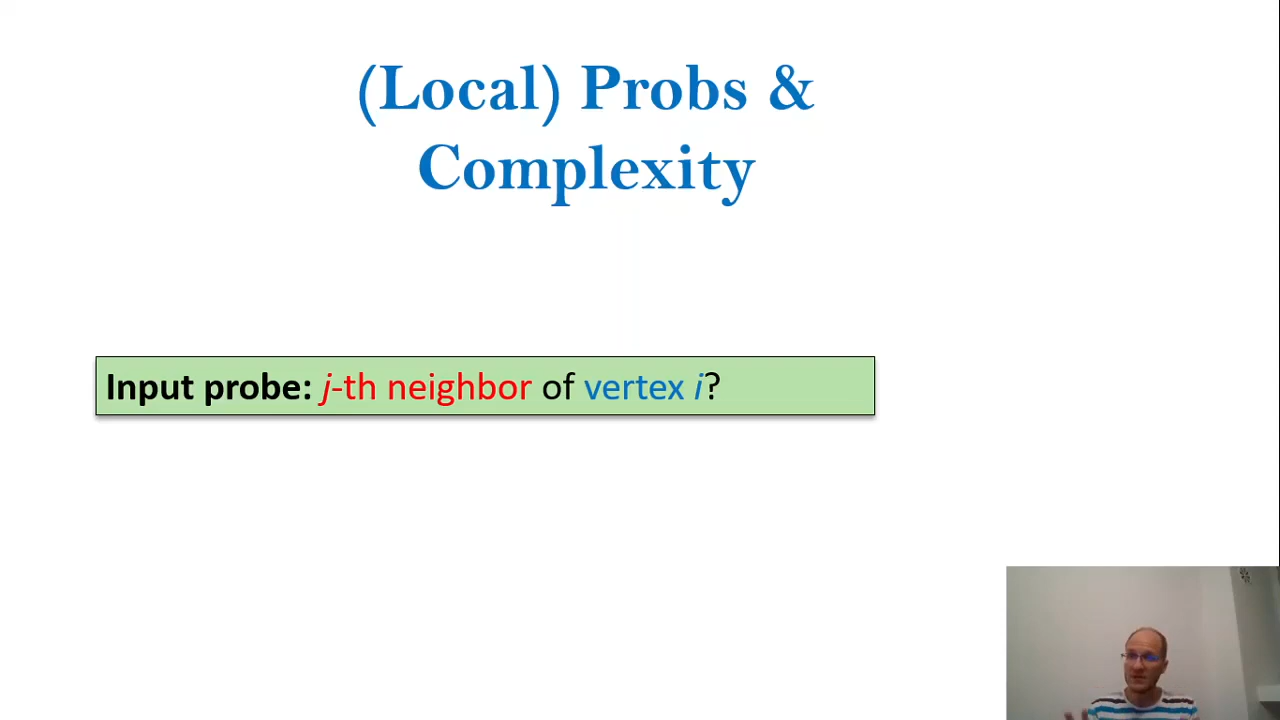 (Local) Probs &
Complexity
Input probe: j-th neighbor of vertex i?